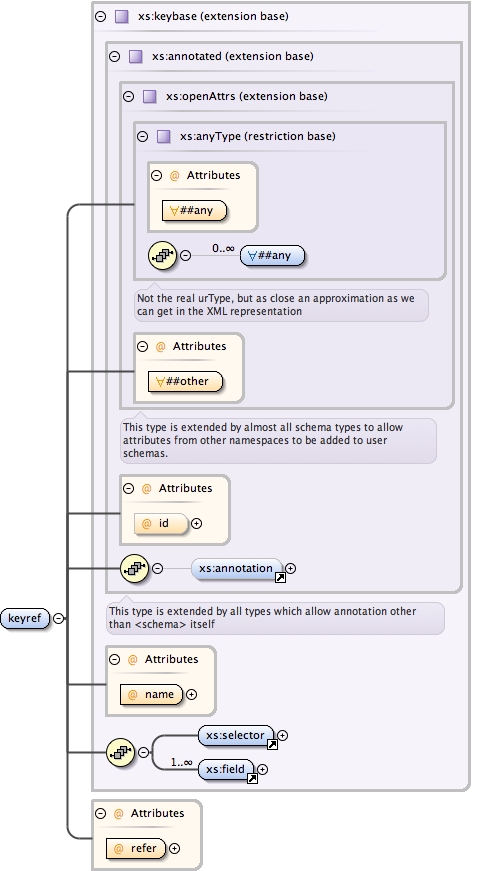 xs:keybase (extension base)
xs:annotated (extension base)
xs:openAttrs (extension base)
xs:anyType (restriction base)
@ Attributes
∀##any
0..∞
∀##any
Not the real urType, but as close an approximation as we
can get in the XML representation
@ Attributes
∀##other
This type is extended by almost all schema types to allow
attributes from other namespaces to be added to user
schemas.
@ Attributes
@ id
xs:annotation
This type is extended by all types which allow annotation other
than <schema> itself
keyref
@ Attributes
@ name
xs:selector
1..∞
xs:field
@ Attributes
@ refer